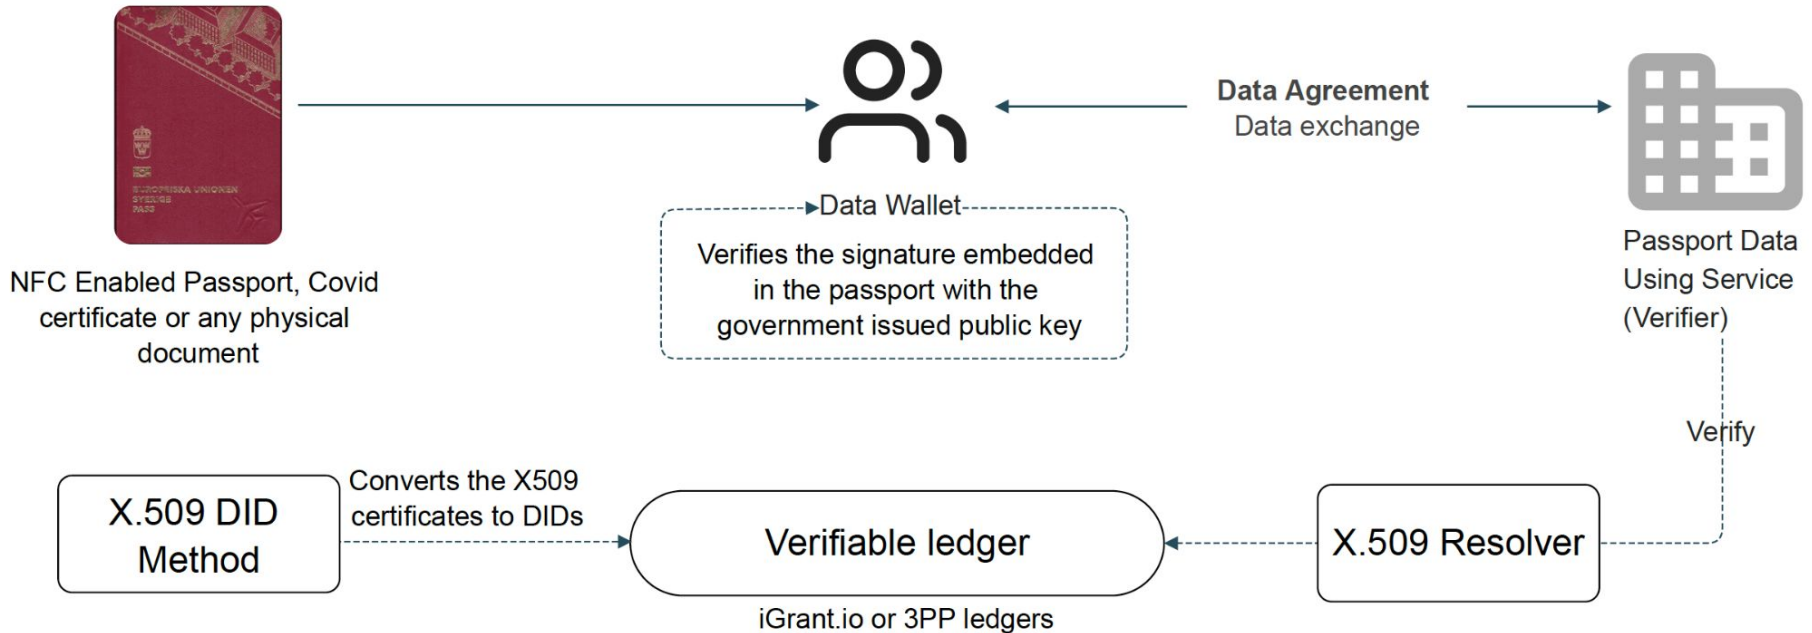 EUROPEISKA UNIONEN
SVERIGE
PASS
NFC Enabled Passport, Covid
certificate or any physical
document
Data Wallet
Verifies the signature embedded
in the passport with the
government issued public key
Data Agreement
Data exchange
Passport Data
Using Service
(Verifier)
Verify
X.509 DID
Method
Converts the X509
certificates to DIDs
Verifiable ledger
iGrant.io or 3PP ledgers
X.509 Resolver